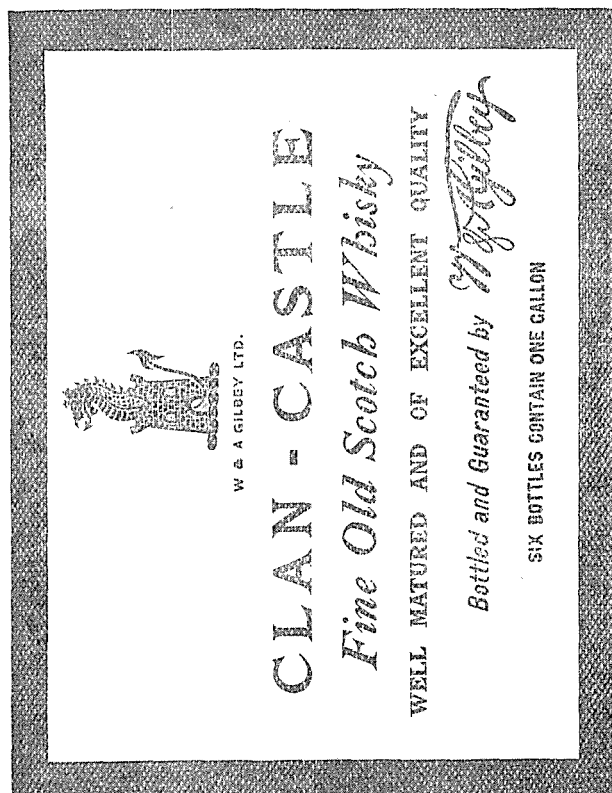 W & A GILBEY LTD.
CLAN - CASTLE
Fine Old Scotch Whisky
WELL MATURED AND OF EXCELLENT QUALITY
Bottled and Guaranteed by W & A Gilbey
SIX BOTTLES CONTAIN ONE GALLON